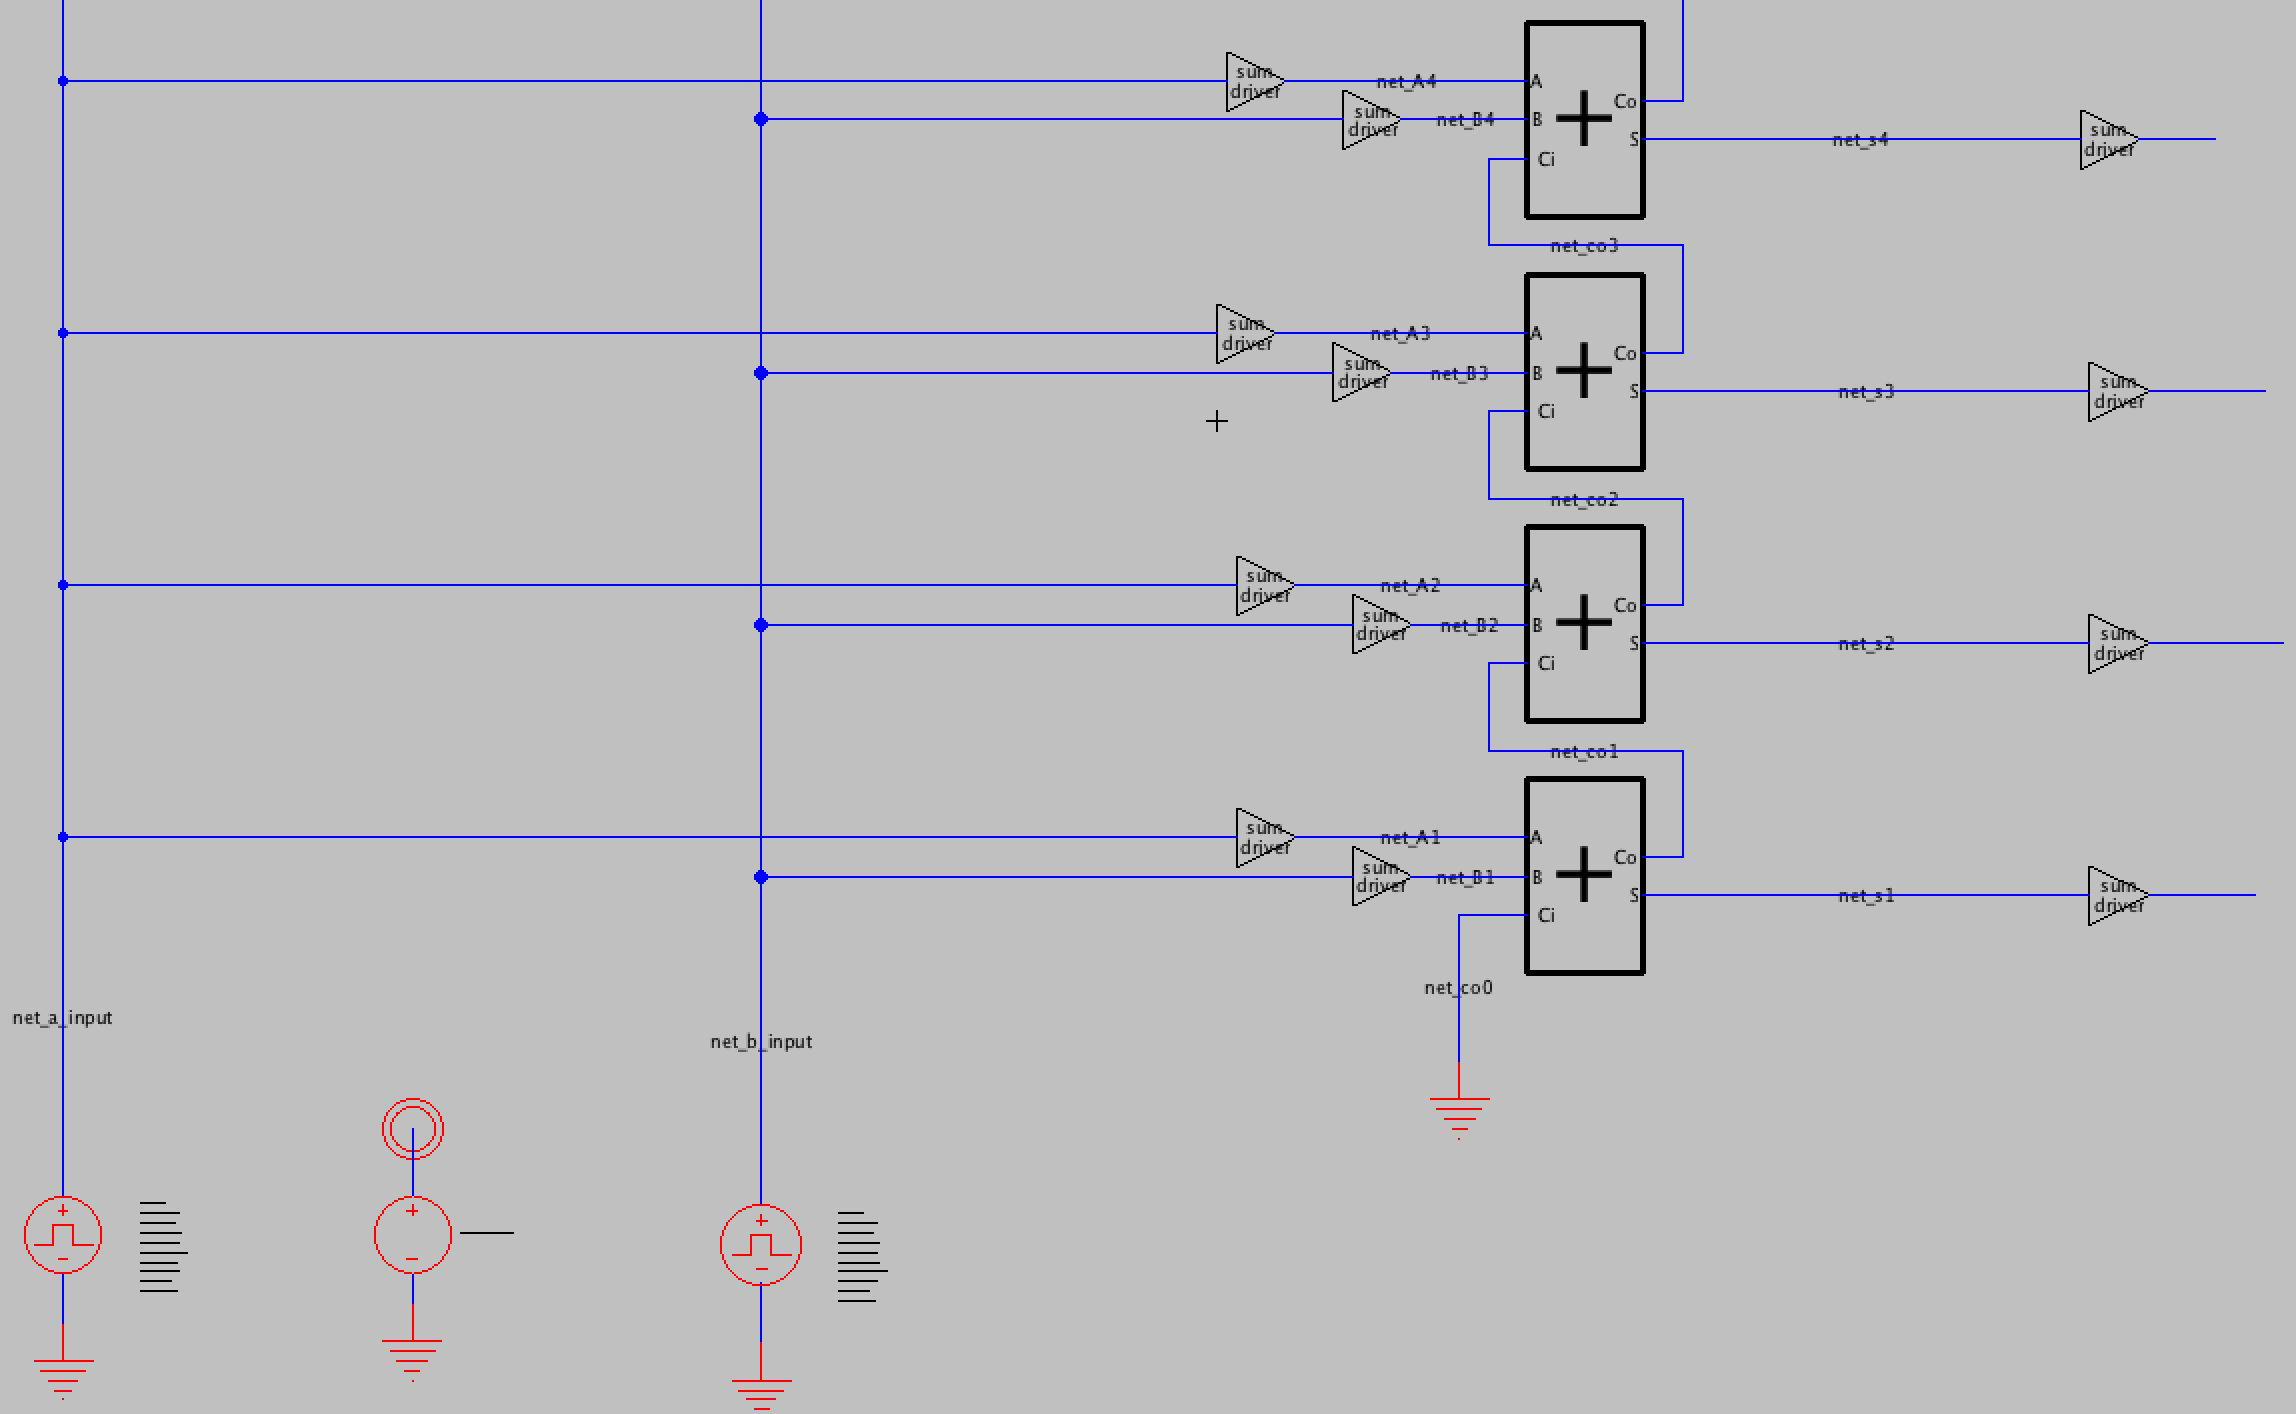 sum
driver
net_A4
A
Co
sum
driver
net_B4
B
S
net_s4
sum
driver
Ci
net_co3
sum
driver
net_A3
A
Co
sum
driver
net_B3
B
S
net_s3
sum
driver
Ci
net_co2
sum
driver
net_A2
A
Co
sum
driver
net_B2
B
S
net_s2
sum
driver
Ci
net_co1
sum
driver
net_A1
A
Co
sum
driver
net_B1
B
S
net_s1
sum
driver
Ci
net_co0
net_a_input
net_b_input